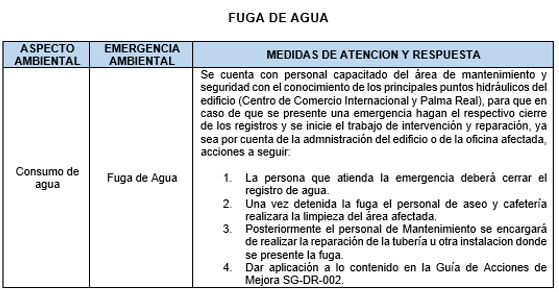 FUGA DE AGUA
ASPECTO
AMBIENTAL
EMERGENCIA
AMBIENTAL
MEDIDAS DE ATENCION Y RESPUESTA
Consumo de
agua
Fuga de Agua
Se cuenta con personal capacitado del área de mantenimiento y
seguridad con el conocimiento de los principales puntos hidráulicos del
edificio (Centro de Comercio Internacional y Palma Real), para que en
caso de que se presente una emergencia hagan el respectivo cierre
de los registros y se inicie el trabajo de intervención y reparación, ya
sea por cuenta de la admnistración del edificio o de la oficina afectada,
acciones a seguir:
1. La persona que atienda la emergencia deberá cerrar el
registro de agua.
2. Una vez detenida la fuga el personal de aseo y cafetería
realizara la limpieza del área afectada.
3. Posteriormente el personal de Mantenimiento se encargará
de realizar la reparación de la tubería u otra instalacion donde
se presente la fuga.
4. Dar aplicación a lo contenido en la Guía de Acciones de
Mejora SG-DR-002.